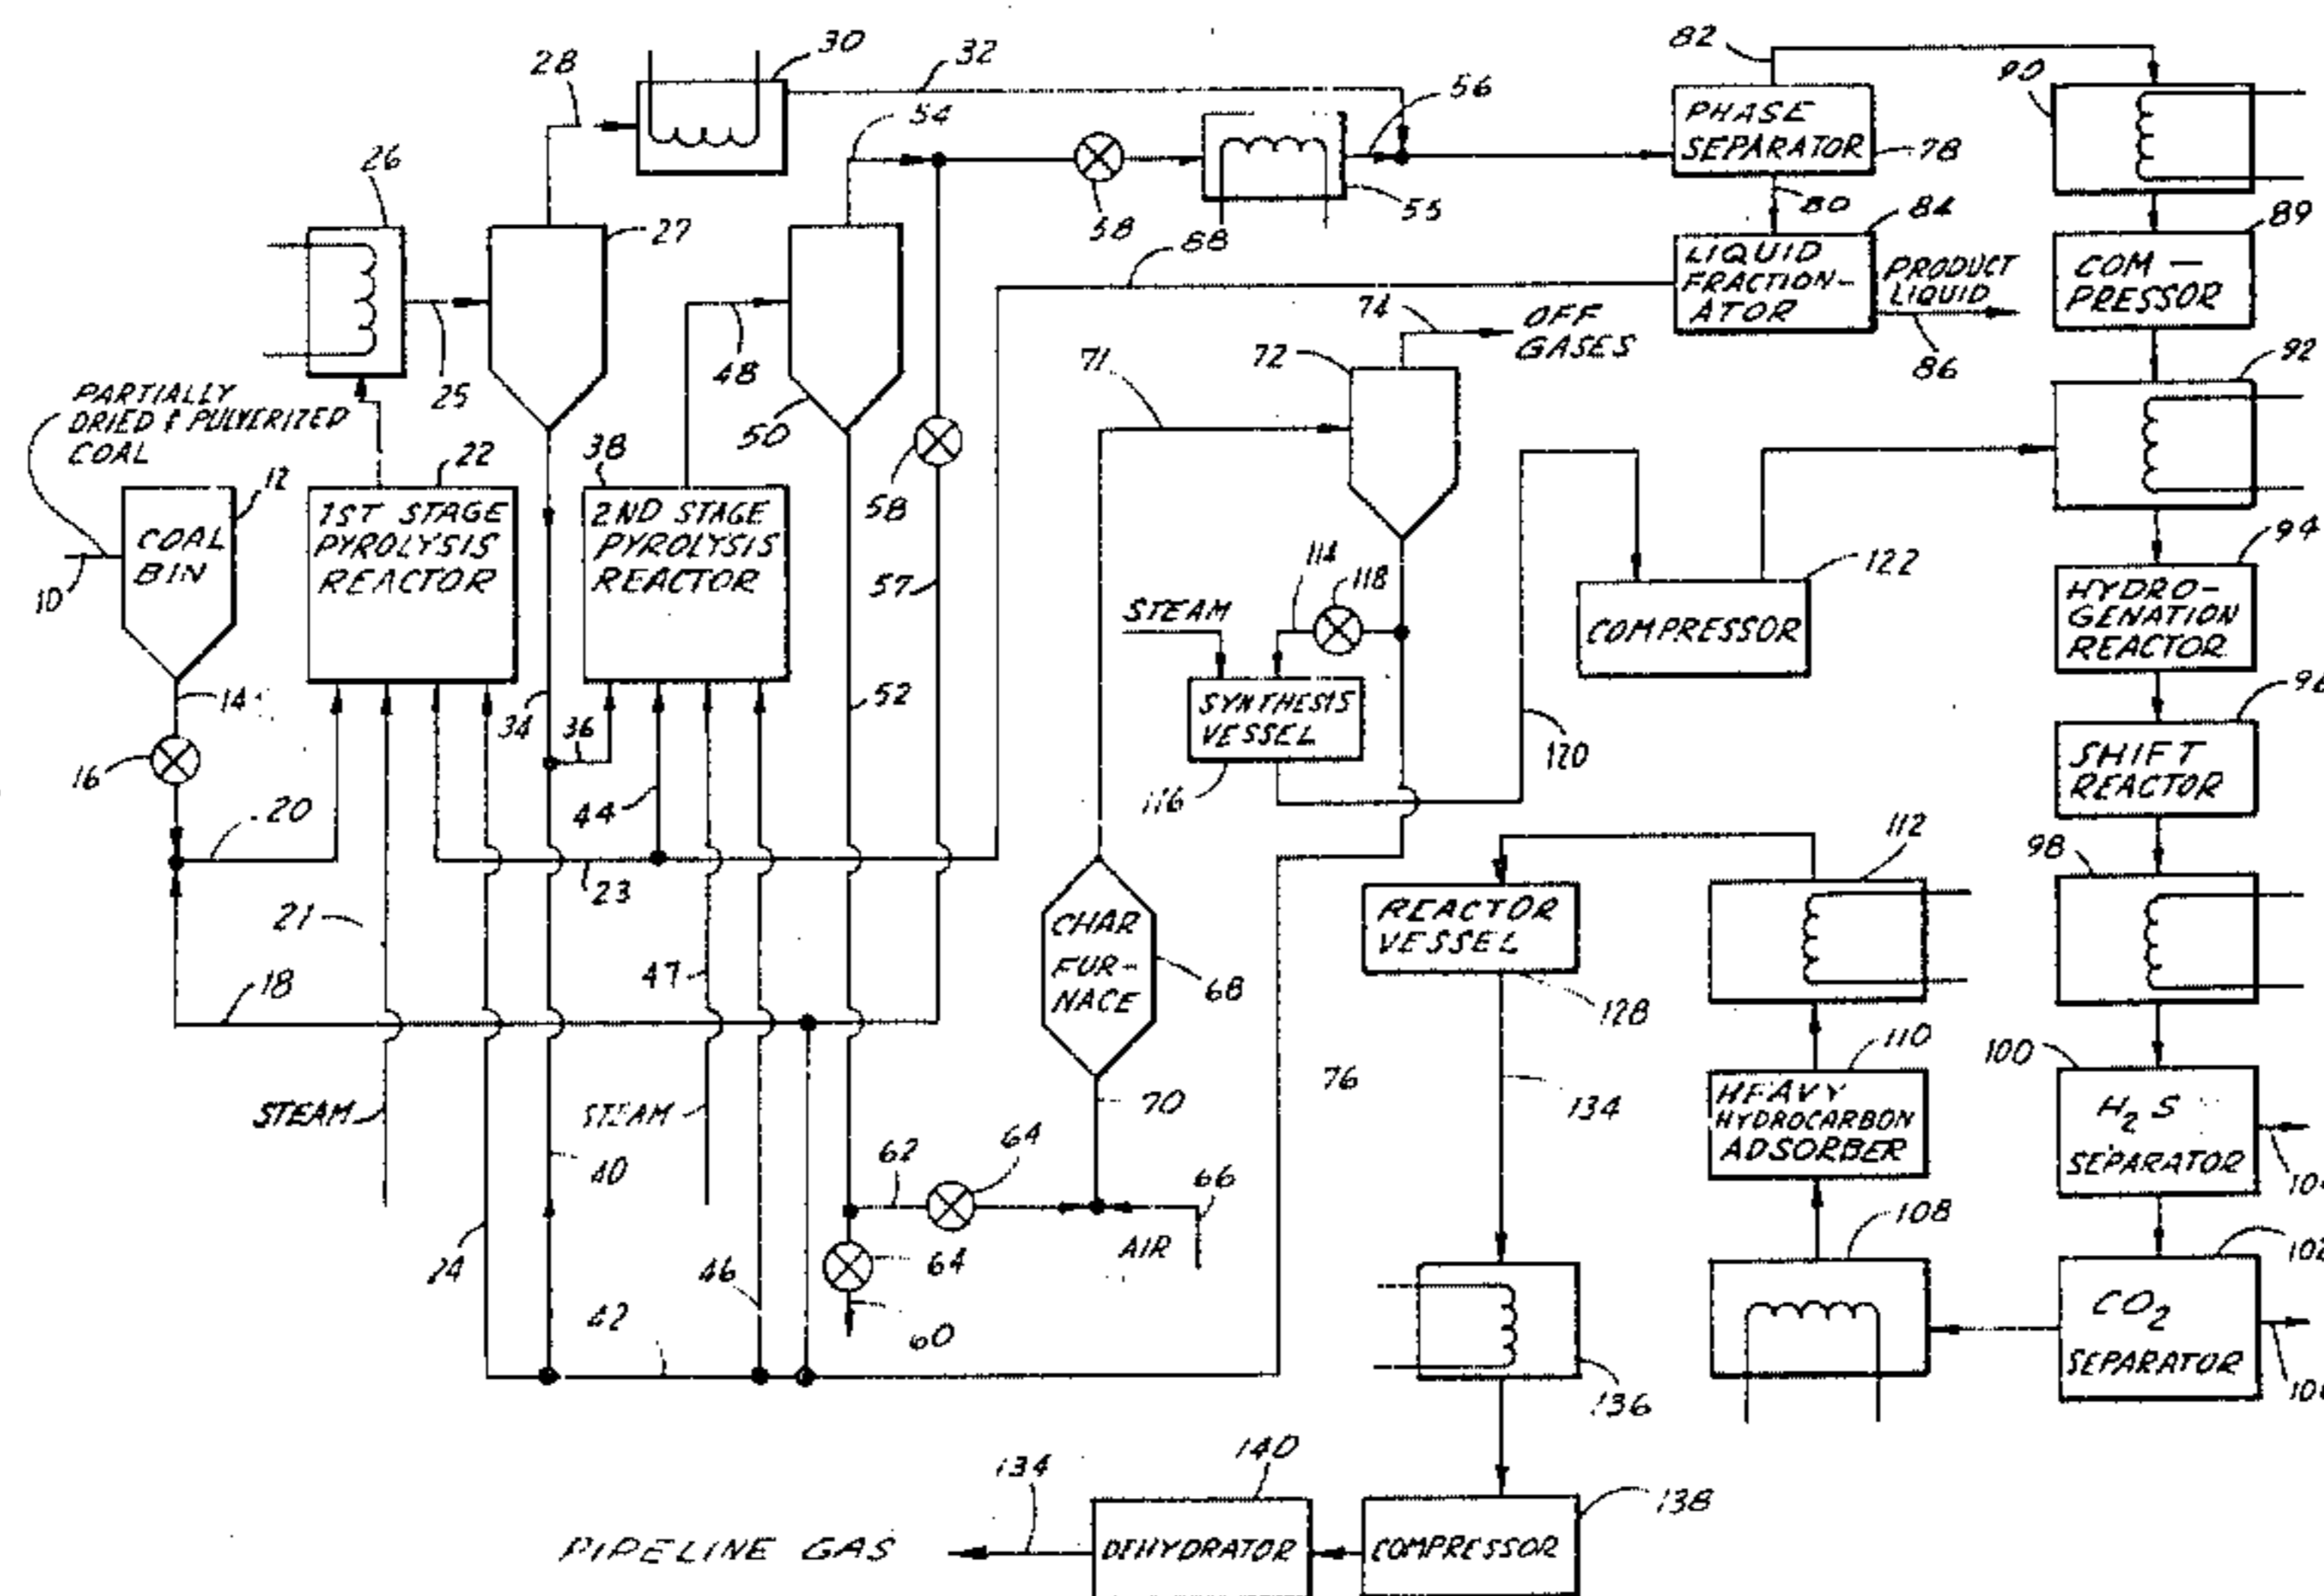 30
82
28
32
90
54
56
PHASE
SEPARATOR
78
26
58
55
80
84
89
27
88
LIQUID
FRACTION-
ATOR
PRODUCT
LIQUID
COM-
PRESSOR
74
OFF
GASES
48
71
72
86
92
25
PARTIALLY
DRIED & PULVERIZED
COAL
50
22
38
58
12
COAL
BIN
1ST STAGE
PYROLYSIS
REACTOR
2ND STAGE
PYROLYSIS
REACTOR
94
114
118
122
10
57
STEAM
HYDRO-
GENATION
REACTOR
COMPRESSOR
14
34
36
52
SYNTHESIS
VESSEL
120
SHIFT
REACTOR
16
116
20
44
112
98
23
21
CHAR
FUR-
NACE
REACTOR
VESSEL
47
68
18
128
110
100
76
STEAM
STEAM
70
134
HEAVY
HYDROCARBON
ADSORBER
H2S
SEPARATOR
62
64
66
40
108
AIR
24
46
64
42
60
CO2
SEPARATOR
136
140
134
138
PIPELINE GAS
DEHYDRATOR
COMPRESSOR